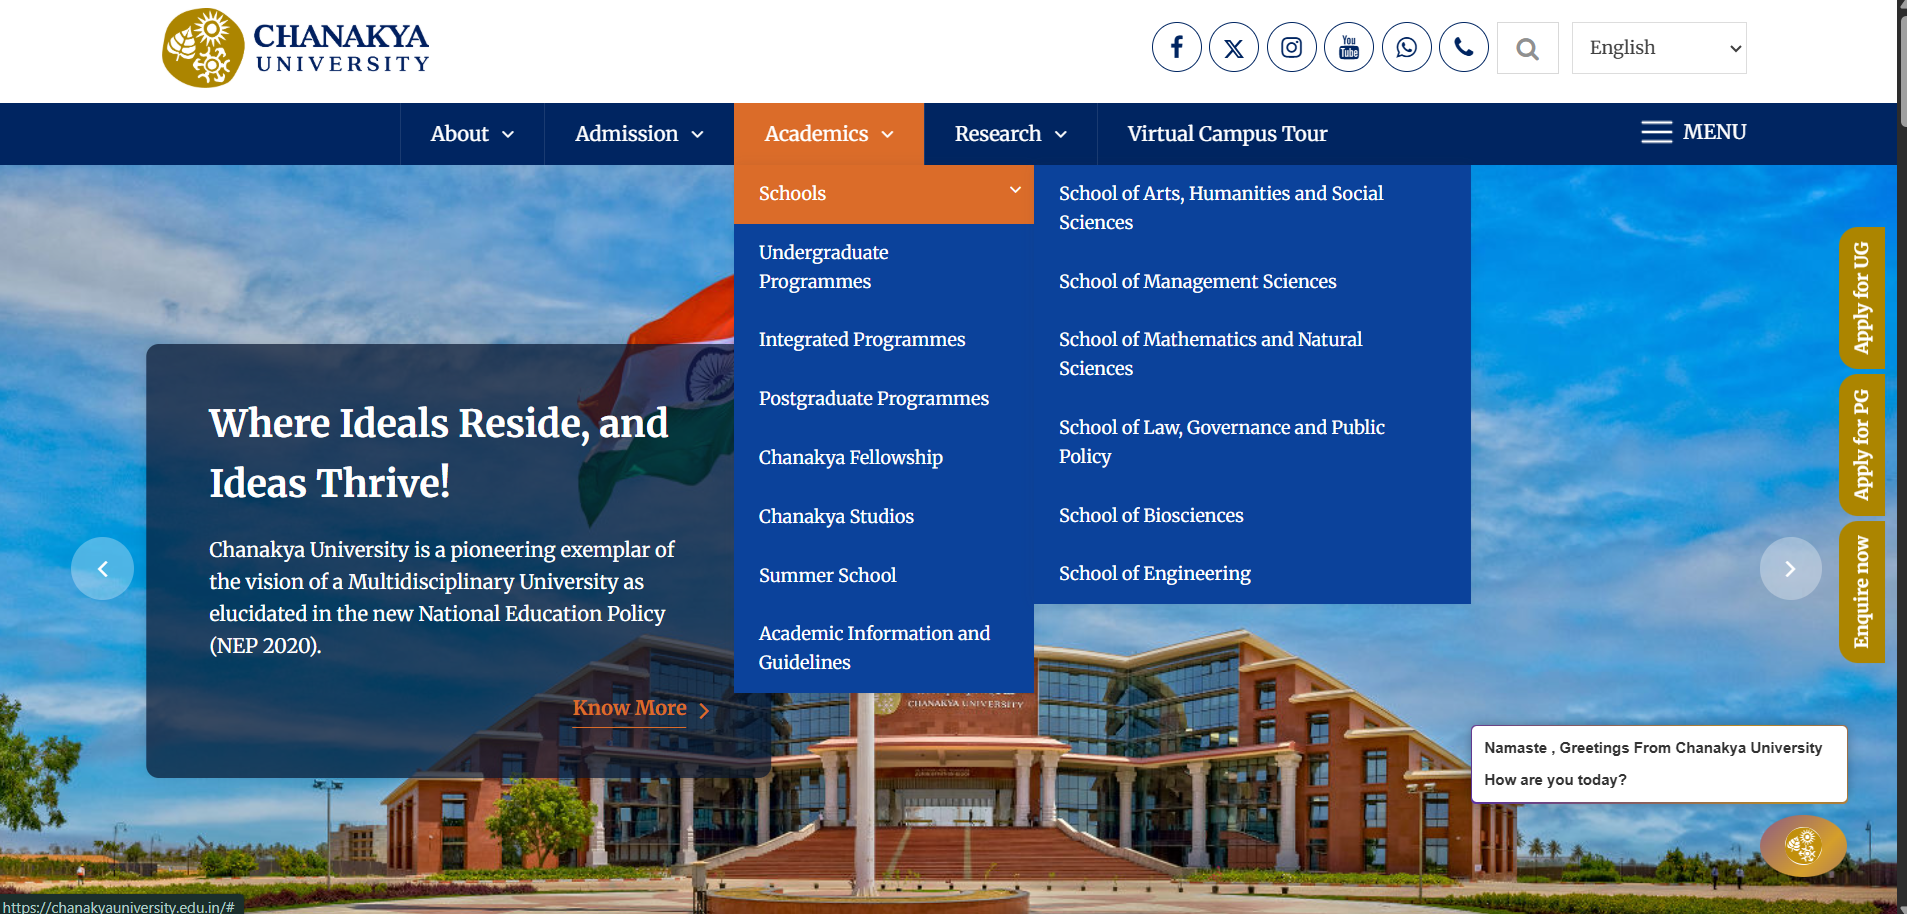 CHANAKYA
UNIVERSITY
You
Tube
English
About
Admission
Academics
Research
Virtual Campus Tour
MENU
Schools
Undergraduate
Programmes
Integrated Programmes
Postgraduate Programmes
Chanakya Fellowship
Chanakya Studios
Summer School
Academic Information and
Guidelines
School of Arts, Humanities and Social
Sciences
School of Management Sciences
School of Mathematics and Natural
Sciences
School of Law, Governance and Public
Policy
School of Biosciences
School of Engineering
Where Ideals Reside, and
Ideas Thrive!
Chanakya University is a pioneering exemplar of
the vision of a Multidisciplinary University as
elucidated in the new National Education Policy
(NEP 2020).
Know More
Apply for UG
Apply for PG
Enquire now
CHANAKYA UNIVERSITY
Namaste , Greetings From Chanakya University
How are you today?
https://chanakyauniversity.edu.in/#